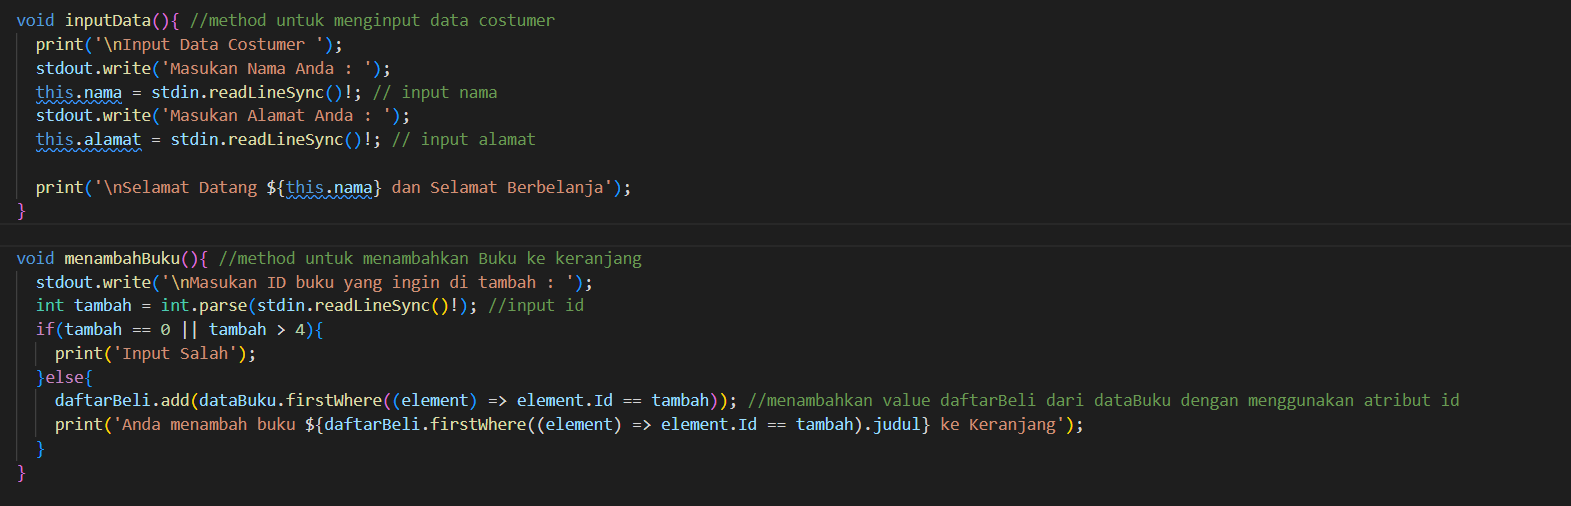 void inputData(){ //method untuk menginput data costumer
  print('\nInput Data Costumer ');
  stdout.write('Masukan Nama Anda : ');
  this.nama = stdin.readLineSync()!; // input nama
  stdout.write('Masukan Alamat Anda : ');
  this.alamat = stdin.readLineSync()!; // input alamat

  print('\nSelamat Datang ${this.nama} dan Selamat Berbelanja');
}

void menambahBuku(){ //method untuk menambahkan Buku ke keranjang
  stdout.write('\nMasukan ID buku yang ingin di tambah : ');
  int tambah = int.parse(stdin.readLineSync()!); //input id
  if(tambah == 0 || tambah > 4){
    print('Input Salah');
  }else{
    daftarBeli.add(dataBuku.firstWhere((element) => element.Id == tambah)); //menambahkan value daftarBeli dari dataBuku dengan menggunakan atribut id
    print('Anda menambah buku ${daftarBeli.firstWhere((element) => element.Id == tambah).judul} ke Keranjang');
  }
}